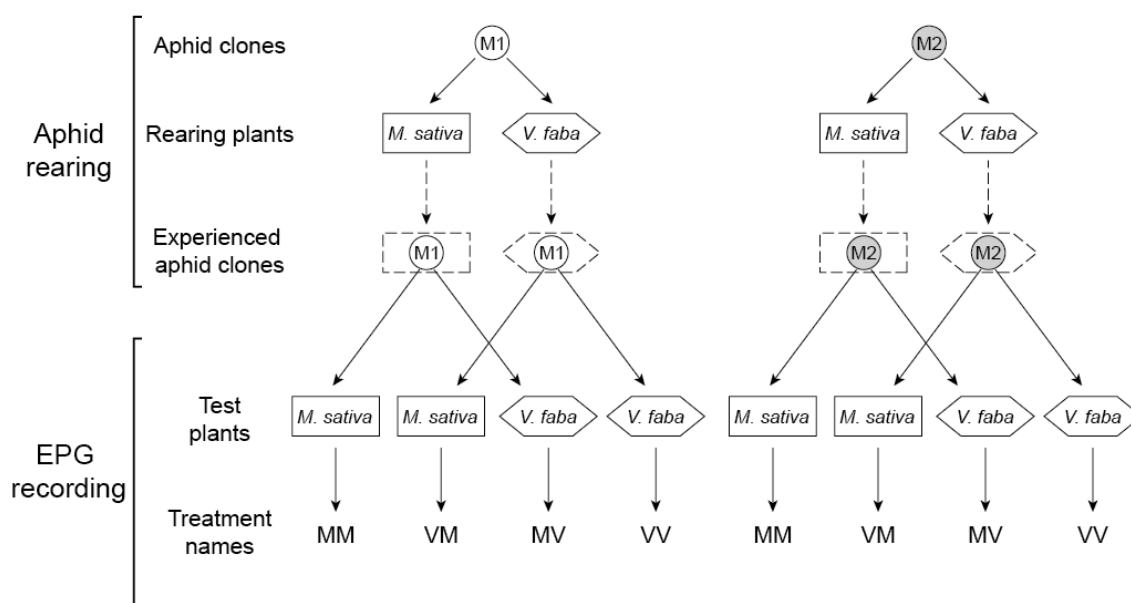 Aphid clones
M1
M2
Aphid
rearing
Rearing plants
M. sativa
V. faba
M. sativa
V. faba
Experienced
aphid clones
M1
M1
M2
M2
EPG
recording
Test
plants
M. sativa
M. sativa
V. faba
V. faba
M. sativa
M. sativa
V. faba
V. faba
Treatment
names
MM
VM
MV
VV
MM
VM
MV
VV